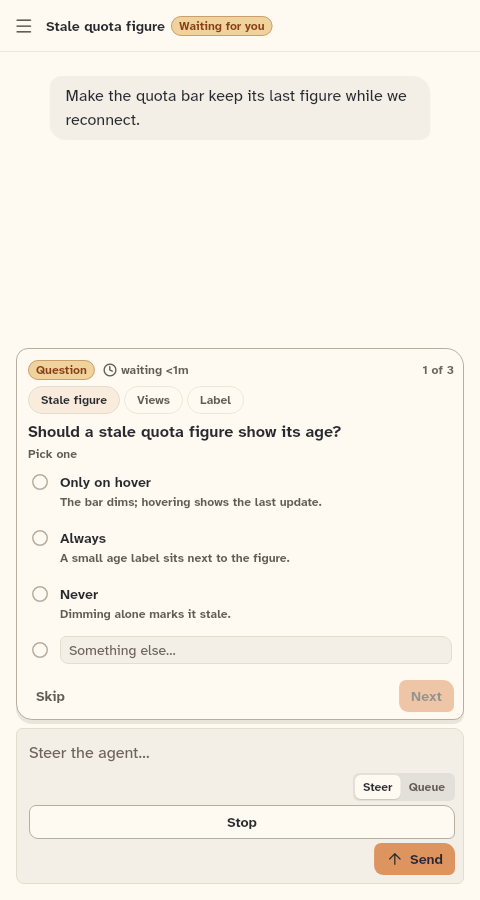 Stale quota figure Waiting for you
Make the quota bar keep its last figure while we
reconnect.
Question waiting <1m 1 of 3
Stale figure Views Label
Should a stale quota figure show its age?
Pick one
Only on hover
The bar dims; hovering shows the last update.
Always
A small age label sits next to the figure.
Never
Dimming alone marks it stale.
Something else...
Skip Next
Steer the agent...
Steer Queue
Stop
Send